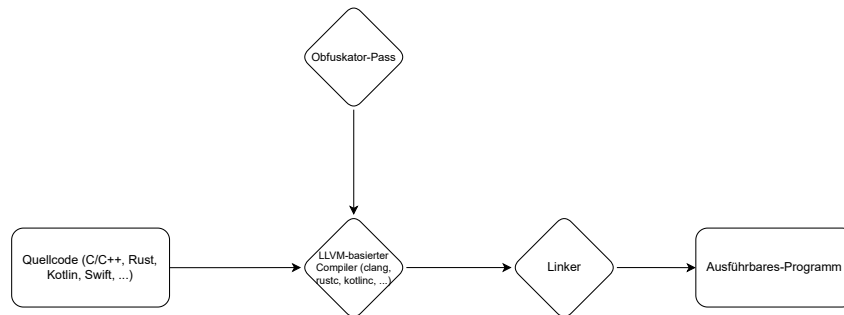 Obfuskator-Pass
Quellcode (C/C++, Rust,
Kotlin, Swift, ...)
LLVM-basierter
Compiler (clang,
rustc, kotlinc, ...)
Linker
Ausführbares-Programm